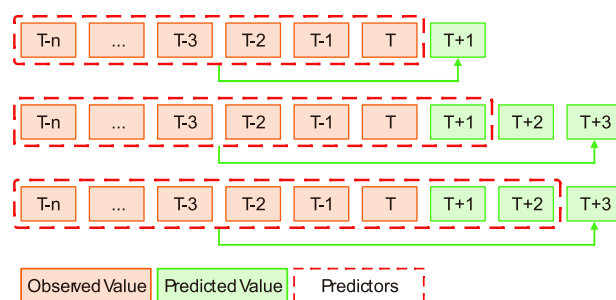 T-n ... T-3 T-2 T-1 T T+1
T-n ... T-3 T-2 T-1 T T+1 T+2 T+3
T-n ... T-3 T-2 T-1 T T+1 T+2 T+3
Observed Value Predicted Value Predictors